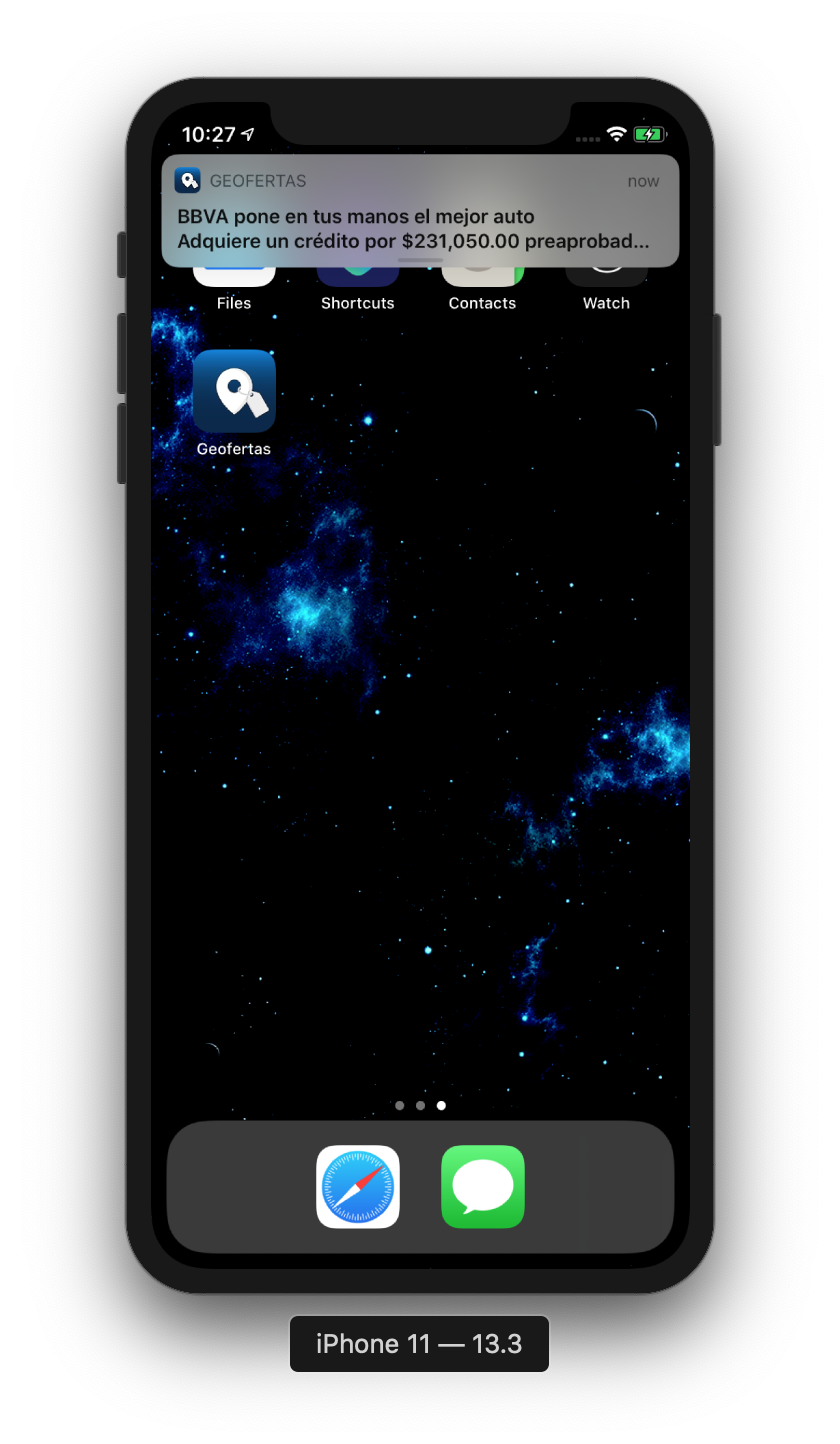 10:27
GEOFERTAS now
BBVA pone en tus manos el mejor auto
Adquiere un crédito por $231,050.00 preaprobad...
Files Shortcuts Contacts Watch
Geofertas
iPhone 11 — 13.3